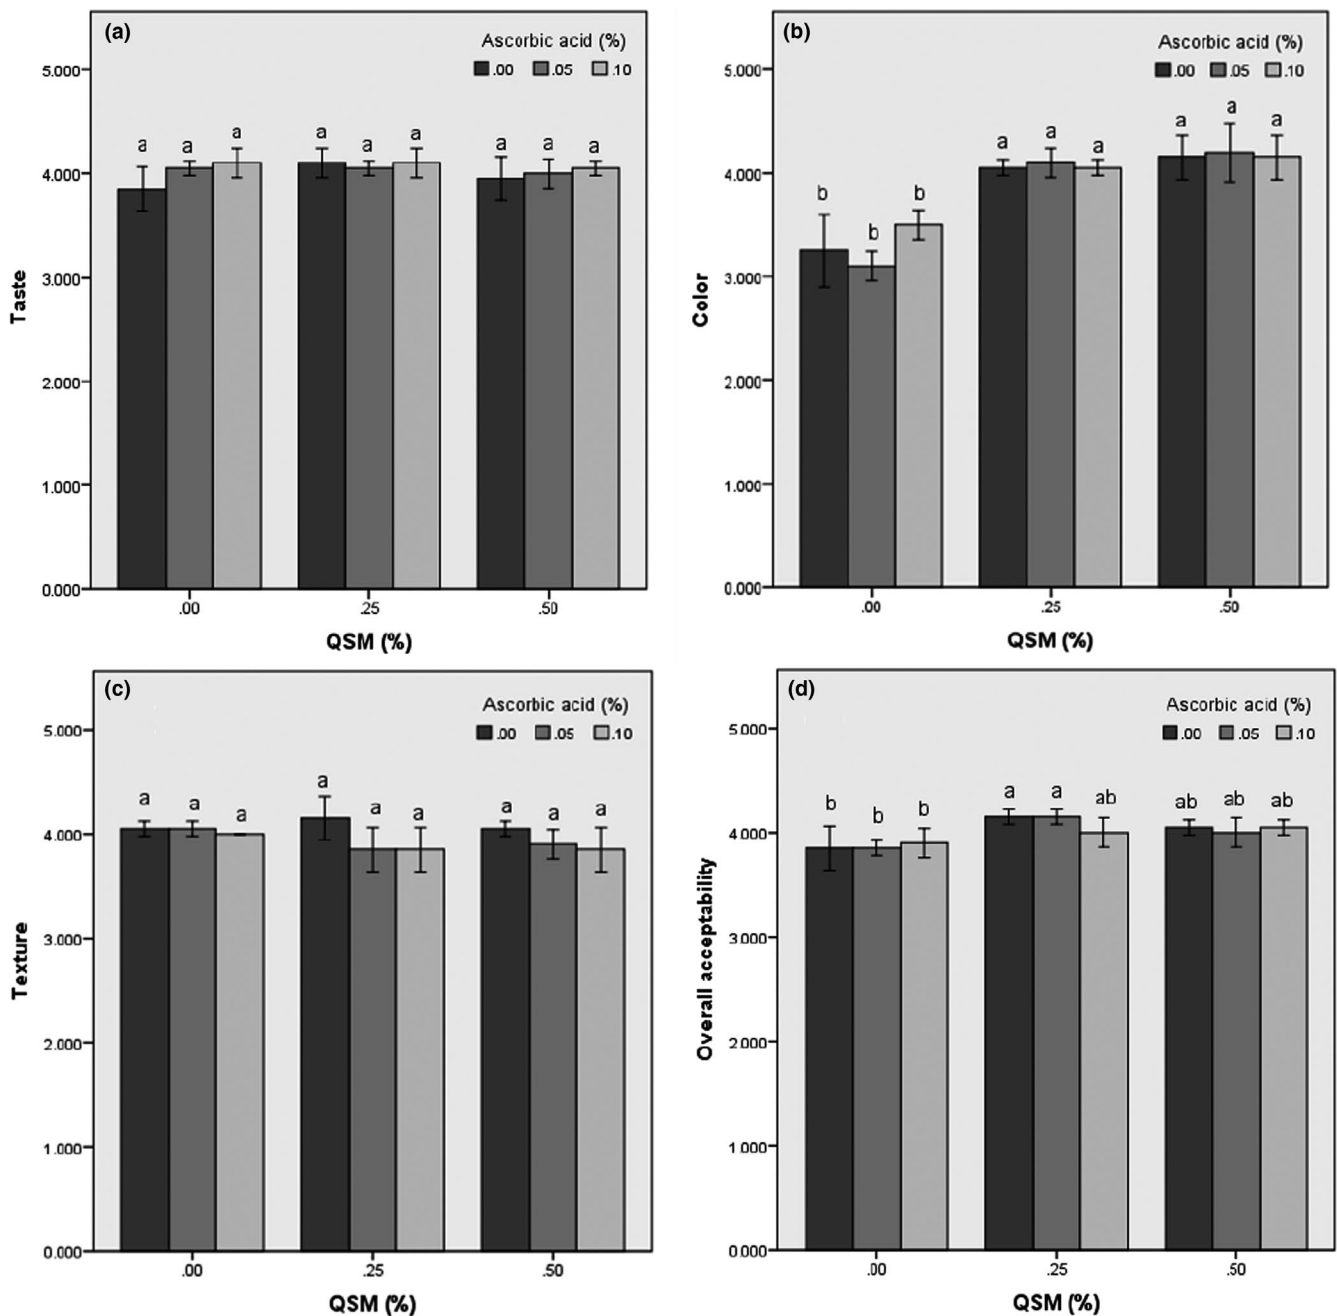 (a)
Ascorbic acid (%)
.00 .05 .10
5.000
4.000
3.000
2.000
1.000
0.000
Taste
a a a a a a a a a
.00 .25 .50
QSM (%)
(b)
Ascorbic acid (%)
.00 .05 .10
5.000
4.000
3.000
2.000
1.000
0.000
Color
b b b a a a a a a
.00 .25 .50
QSM (%)
(c)
Ascorbic acid (%)
.00 .05 .10
5.000
4.000
3.000
2.000
1.000
0.000
Texture
a a a a a a a a a
.00 .25 .50
QSM (%)
(d)
Ascorbic acid (%)
.00 .05 .10
5.000
4.000
3.000
2.000
1.000
0.000
Overall acceptability
b b b a a ab ab ab ab
.00 .25 .50
QSM (%)